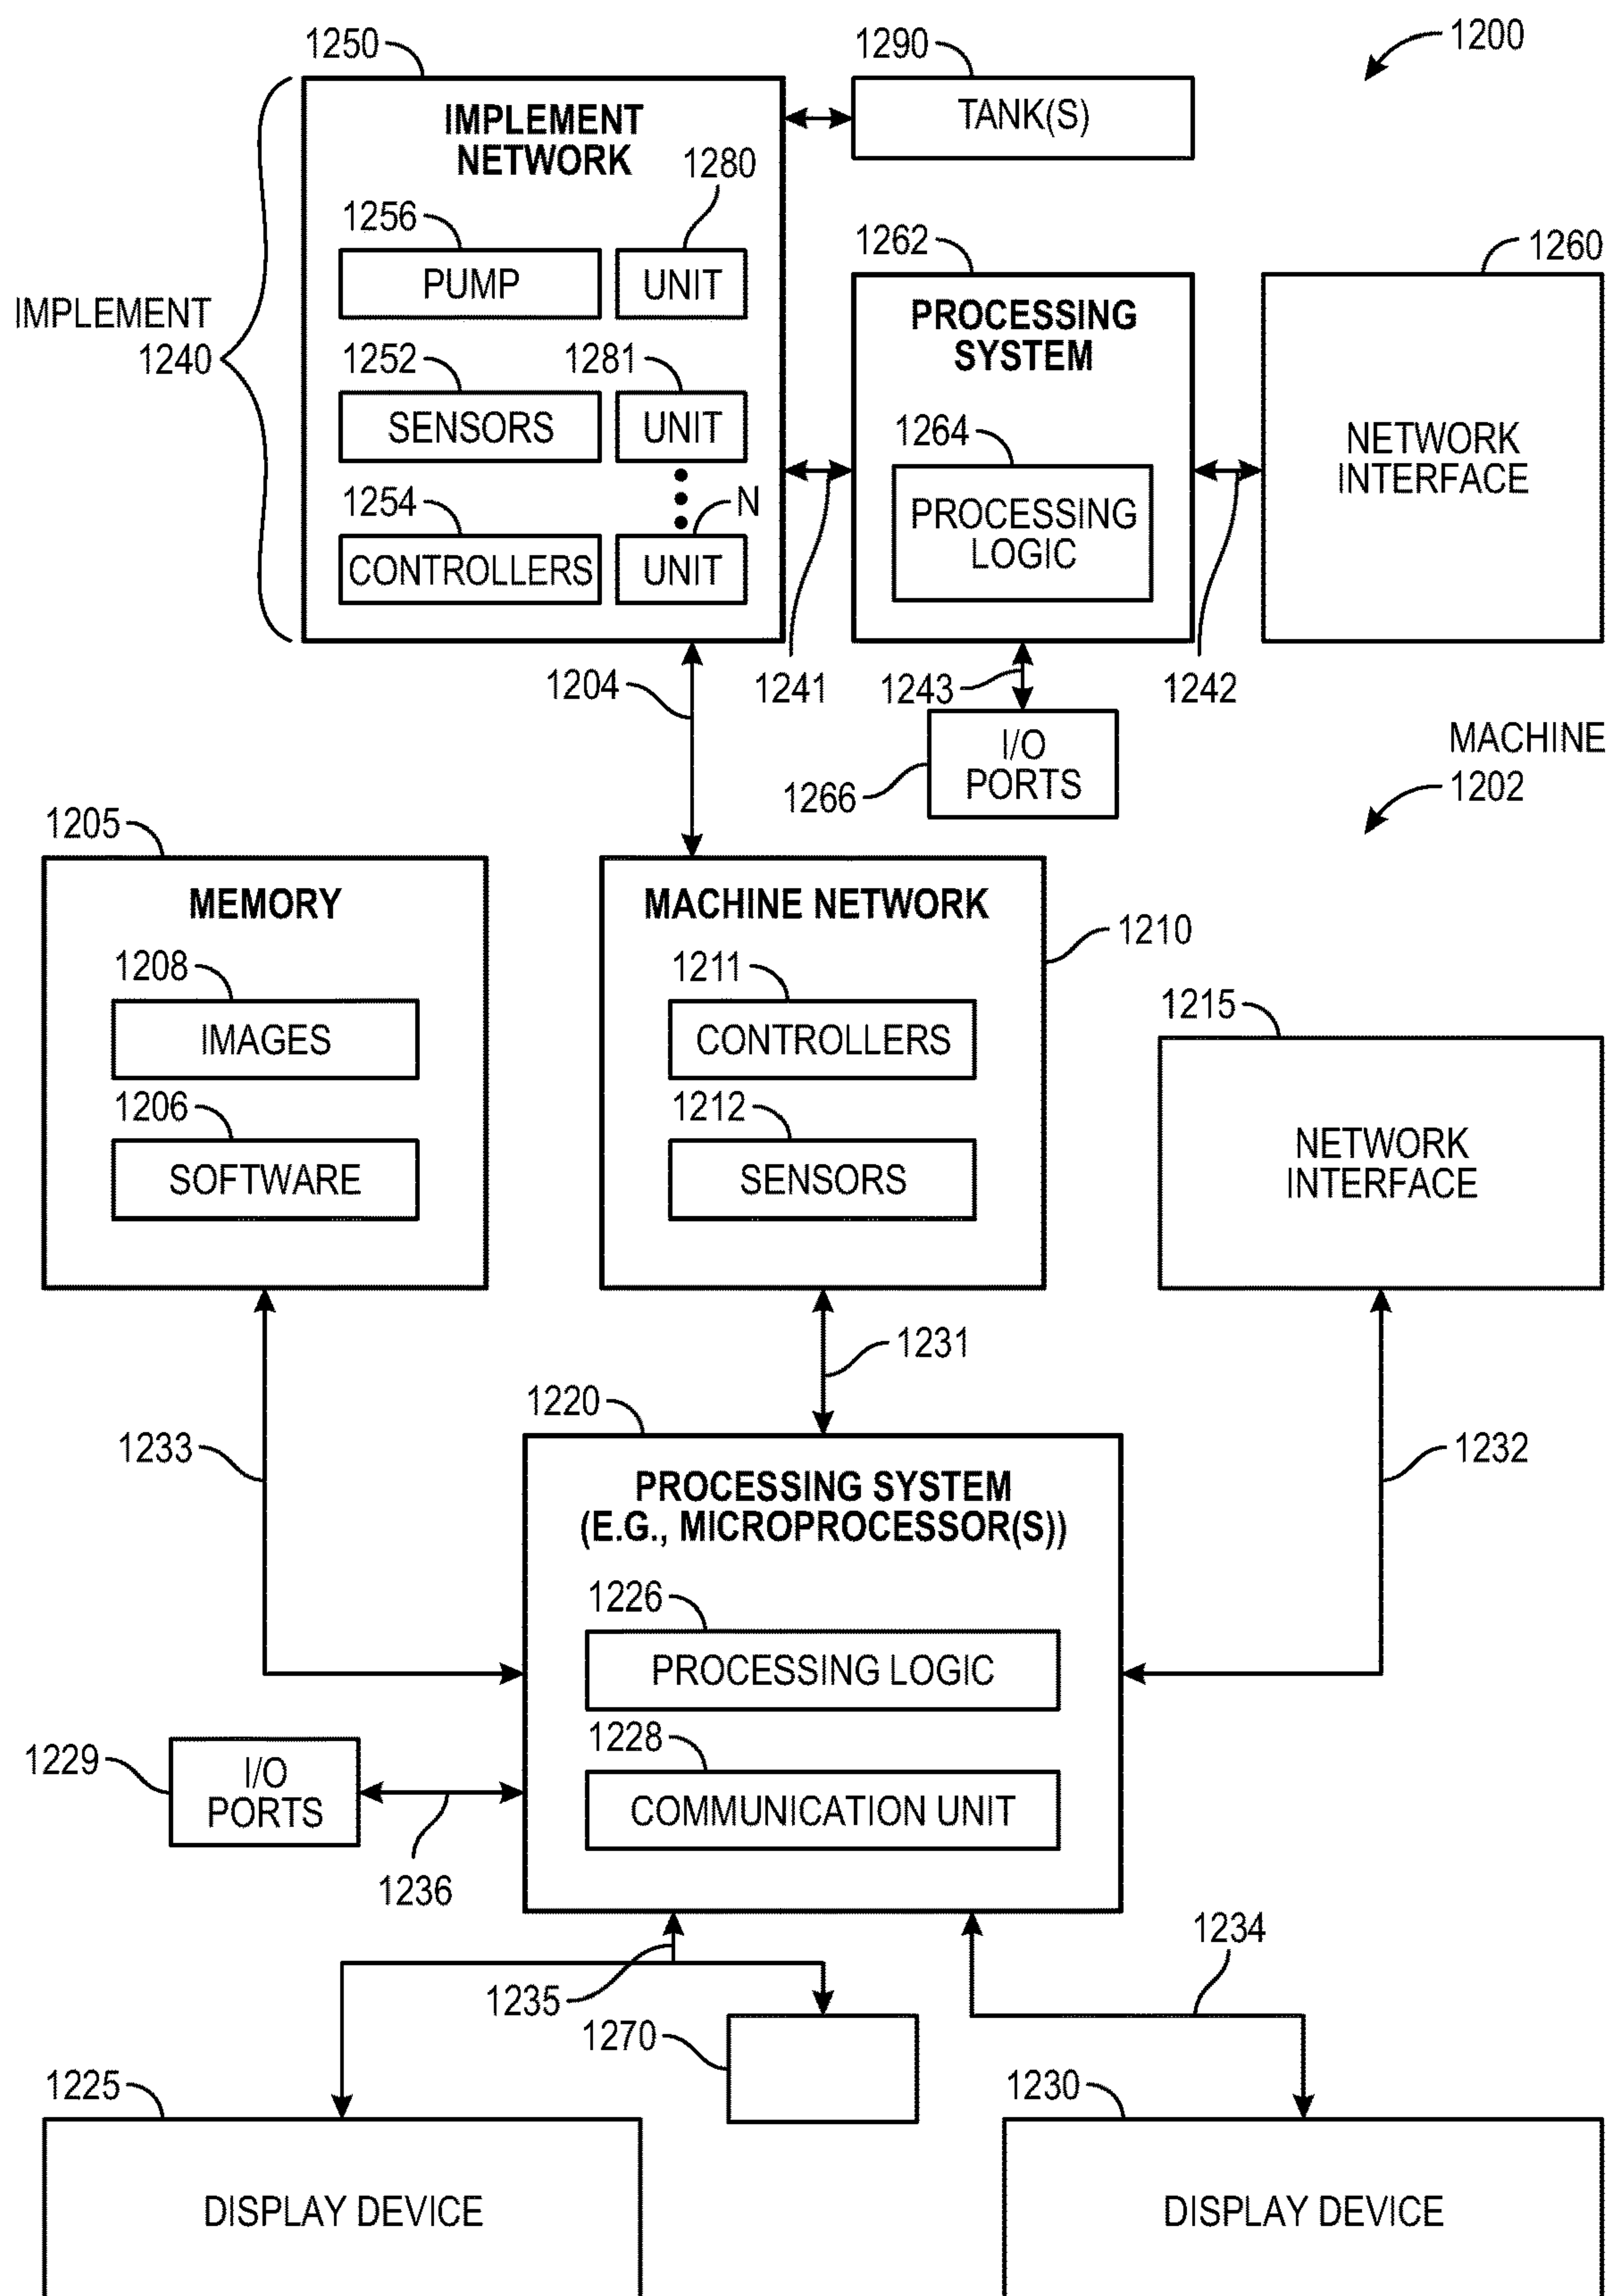 1250
1290
1200
IMPLEMENT
NETWORK
TANK(S)
1280
1256
PUMP
UNIT
1262
1260
IMPLEMENT
1240
PROCESSING
SYSTEM
1252
1281
SENSORS
UNIT
1264
NETWORK
INTERFACE
1254
N
PROCESSING
LOGIC
CONTROLLERS
UNIT
1204
1241
1243
1242
I/O
PORTS
1266
MACHINE
1202
1205
MEMORY
MACHINE NETWORK
1210
1208
IMAGES
1211
CONTROLLERS
1215
1206
SOFTWARE
1212
SENSORS
NETWORK
INTERFACE
1231
1220
1233
1232
PROCESSING SYSTEM
(E.G., MICROPROCESSOR(S))
1226
PROCESSING LOGIC
1229
I/O
PORTS
1228
COMMUNICATION UNIT
1236
1234
1235
1270
1225
1230
DISPLAY DEVICE
DISPLAY DEVICE